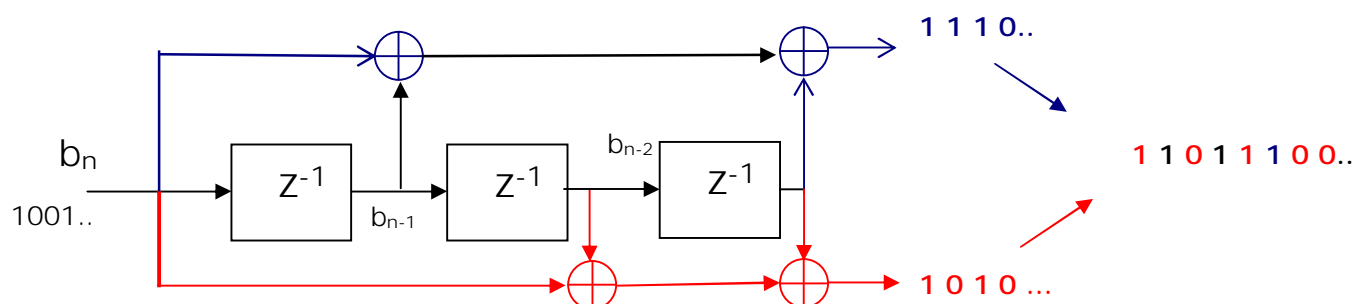 1 1 1 0..
bₙ
Z⁻¹
Z⁻¹
bₙ₋₂
Z⁻¹
1 1 0 1 1 1 0 0..
1001..
bₙ₋₁
1 0 1 0 ...